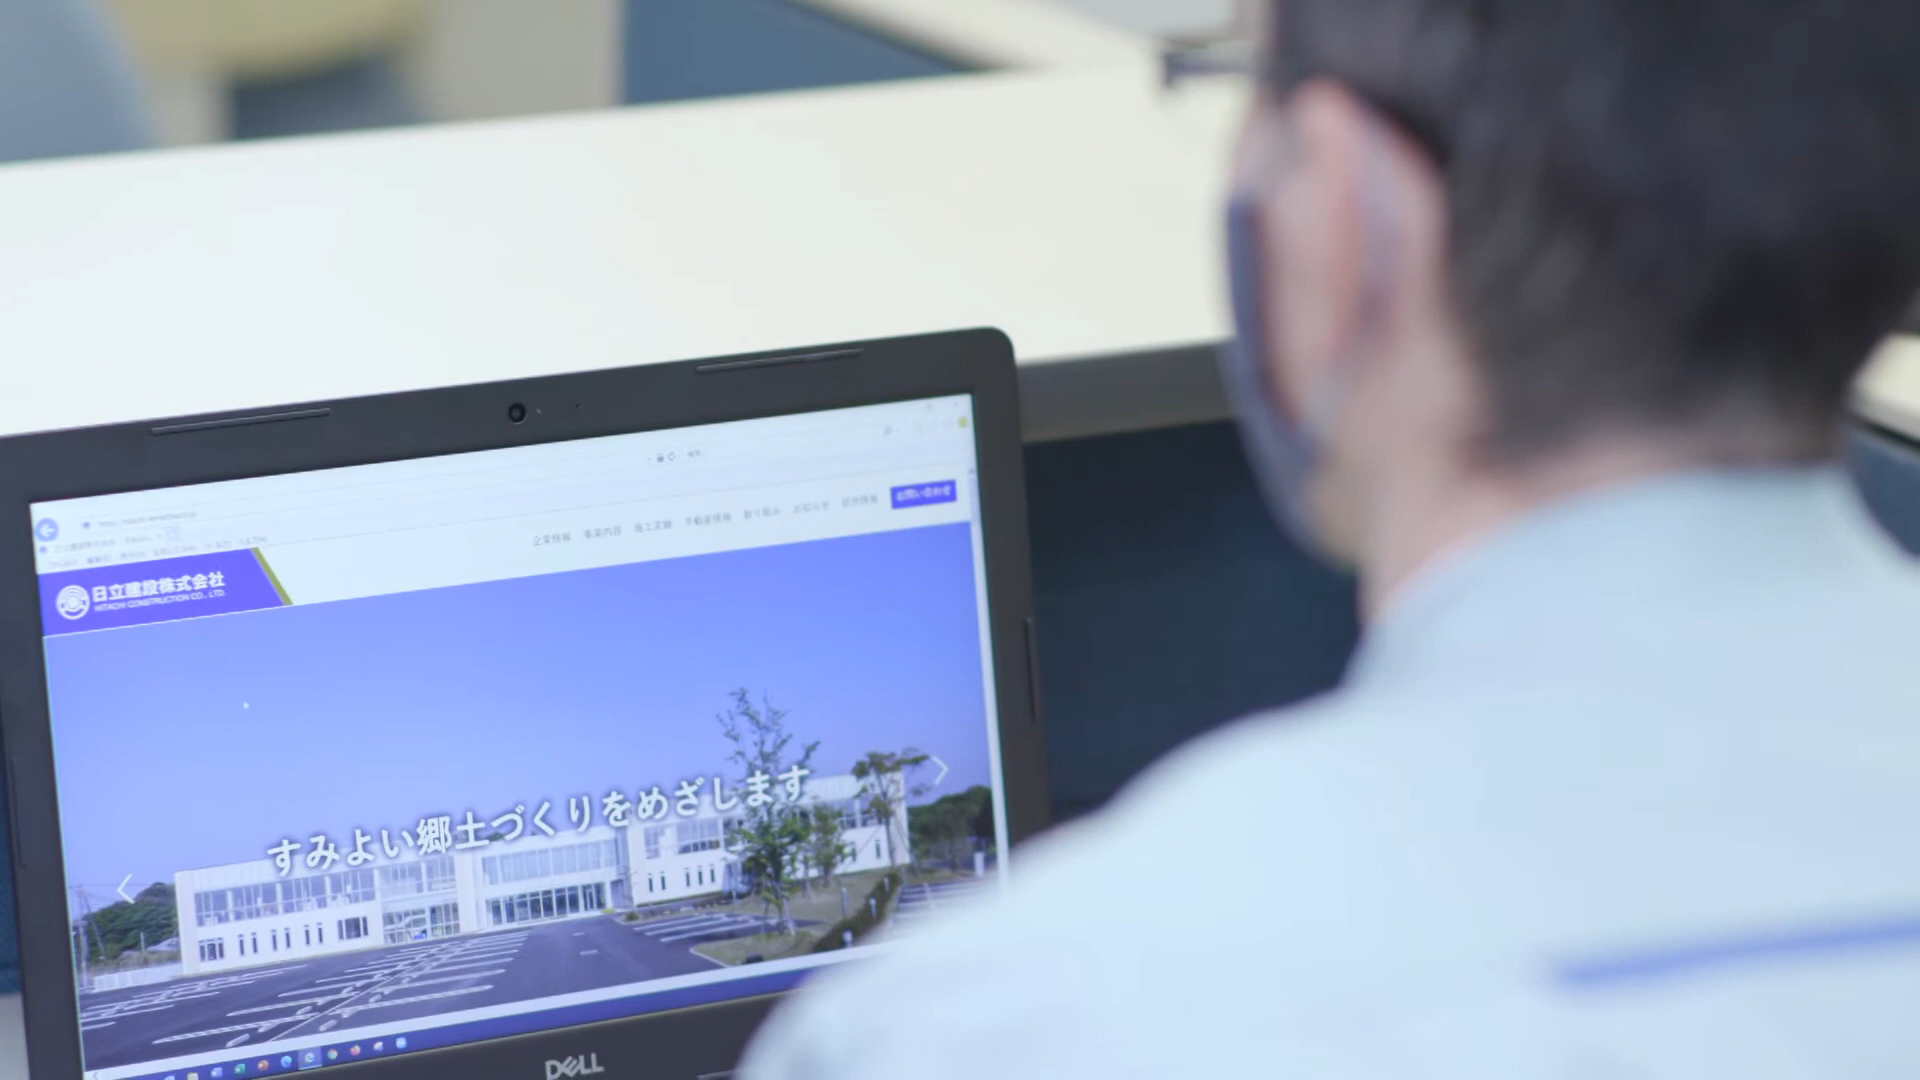 企業情報 事業内容 施工実績 不動産情報 取り組み お知らせ 採用情報 お問い合わせ
日立建設株式会社
HITACHI CONSTRUCTION CO., LTD.
すみよい郷土づくりをめざします
DELL